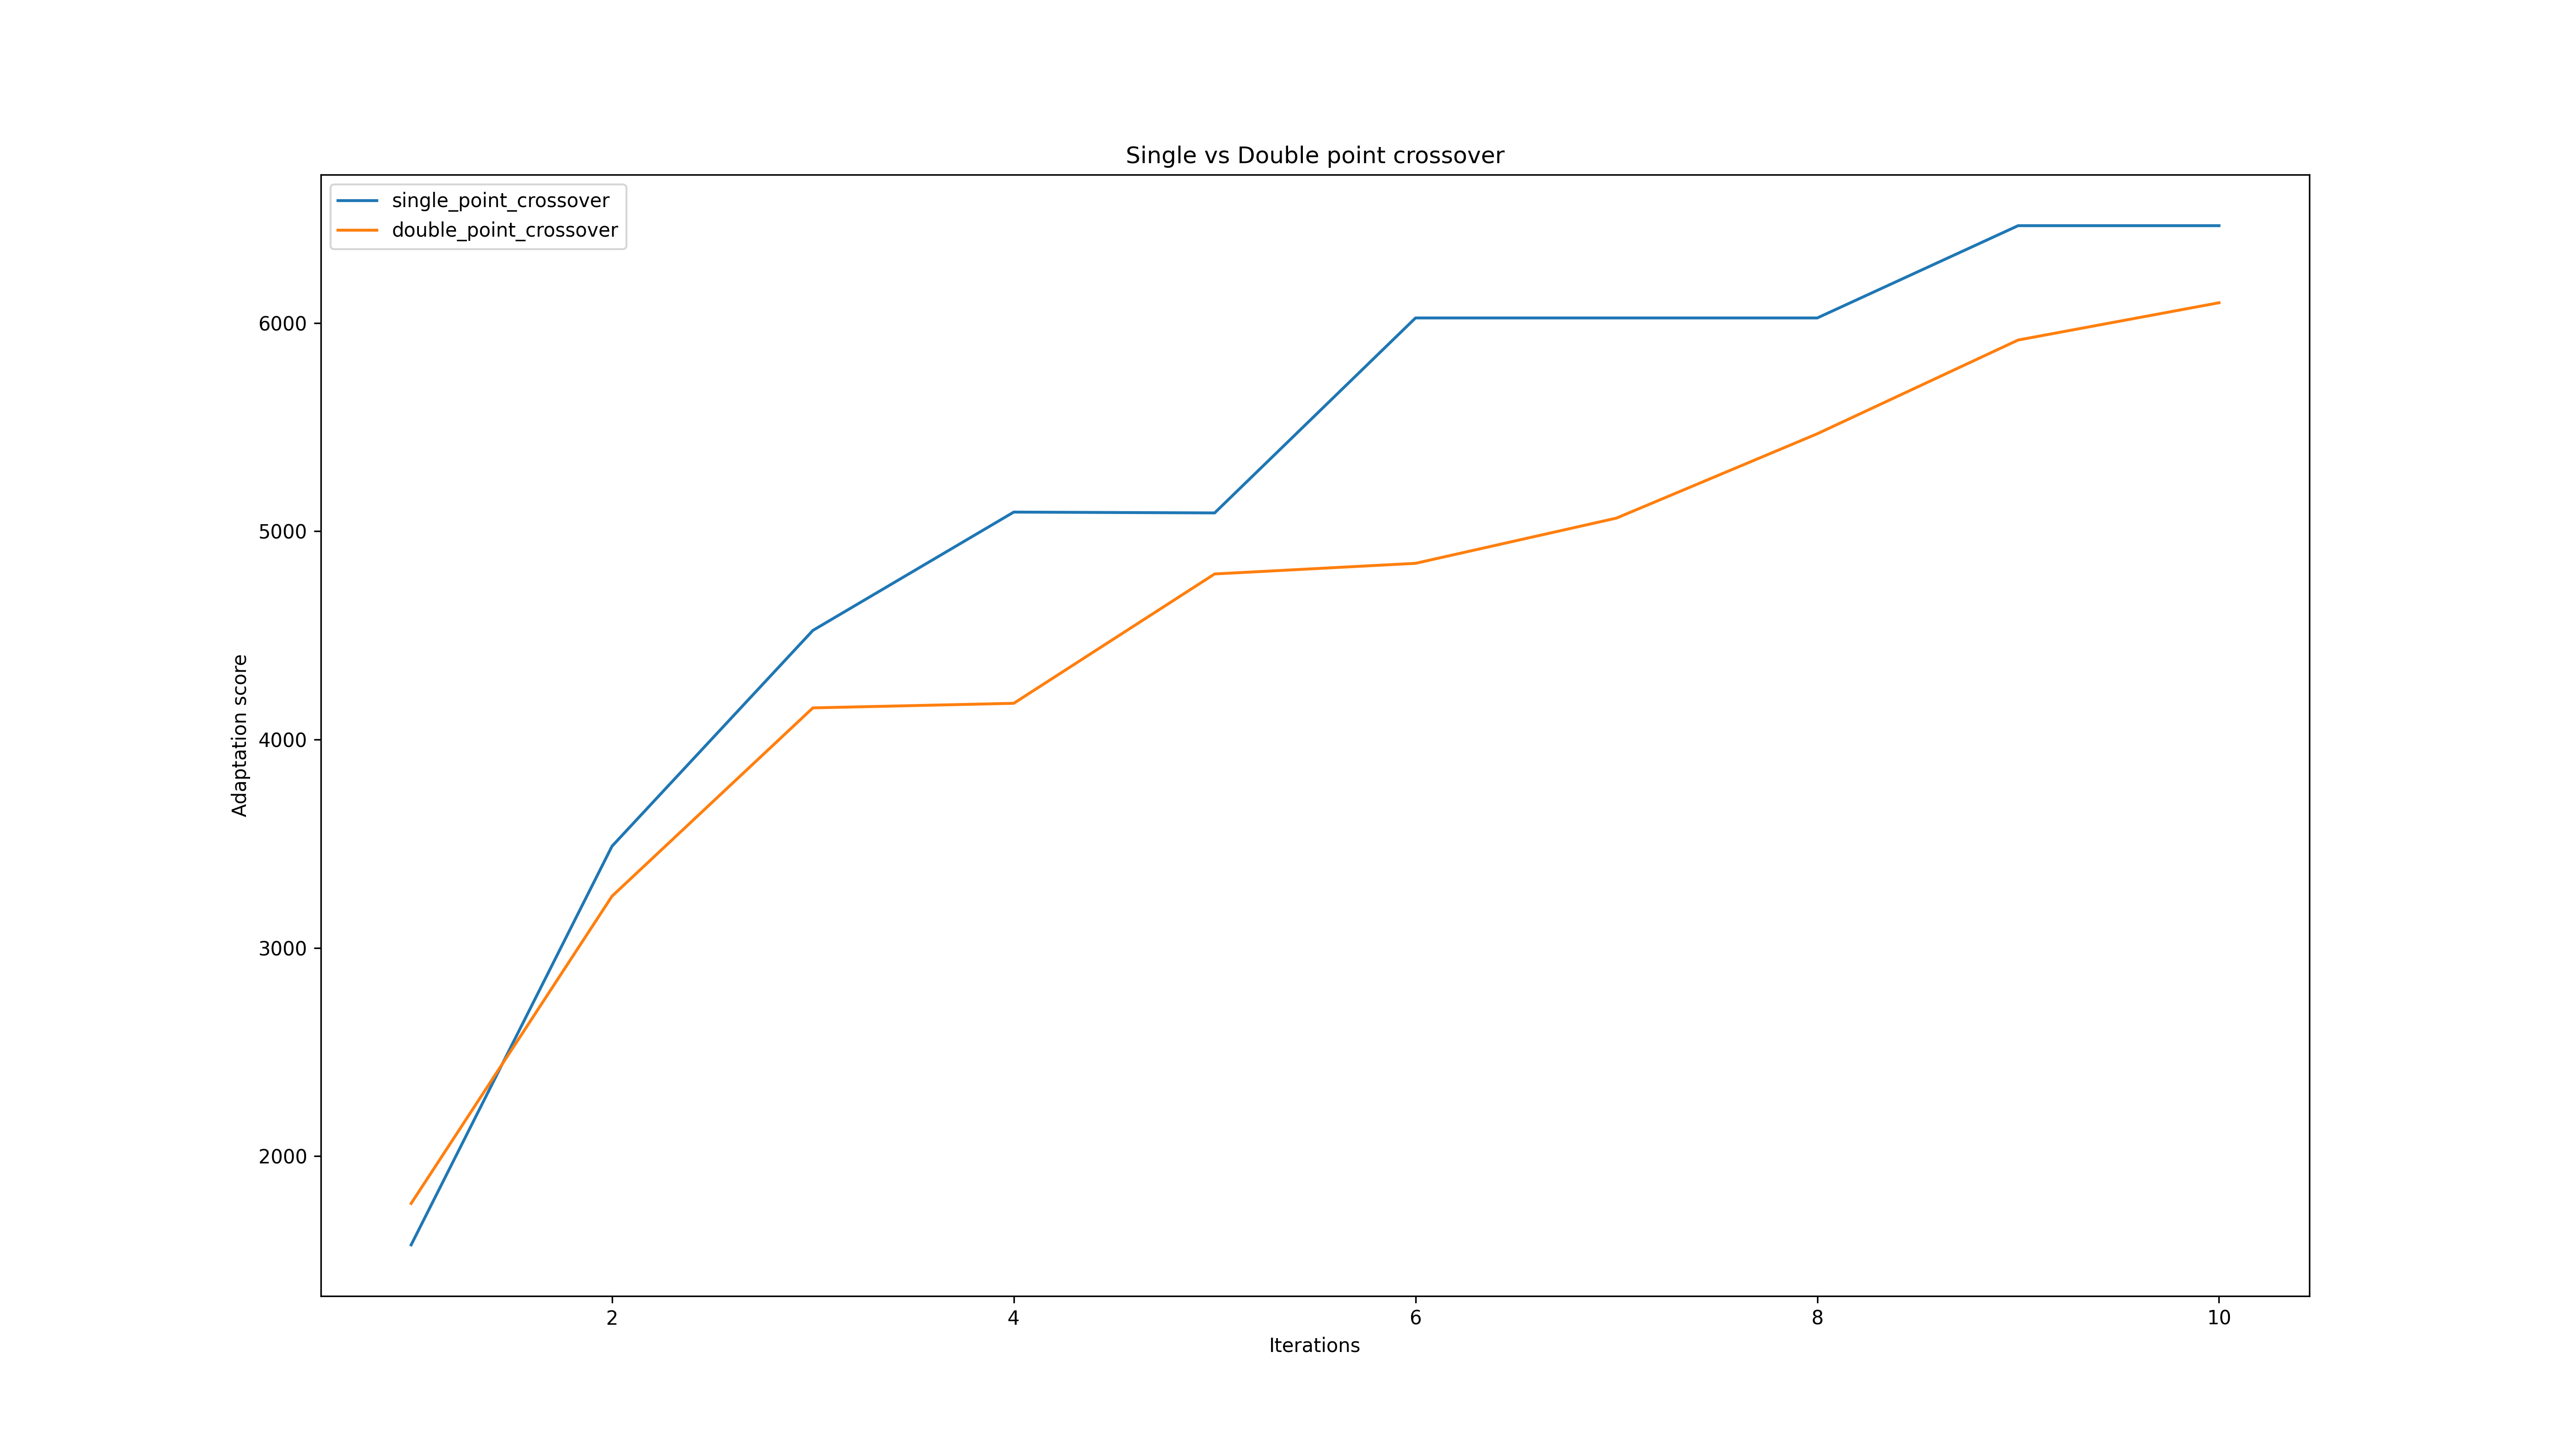 Single vs Double point crossover
single_point_crossover
double_point_crossover
6000
5000
4000
3000
2000
Adaptation score
2 4 6 8 10
Iterations